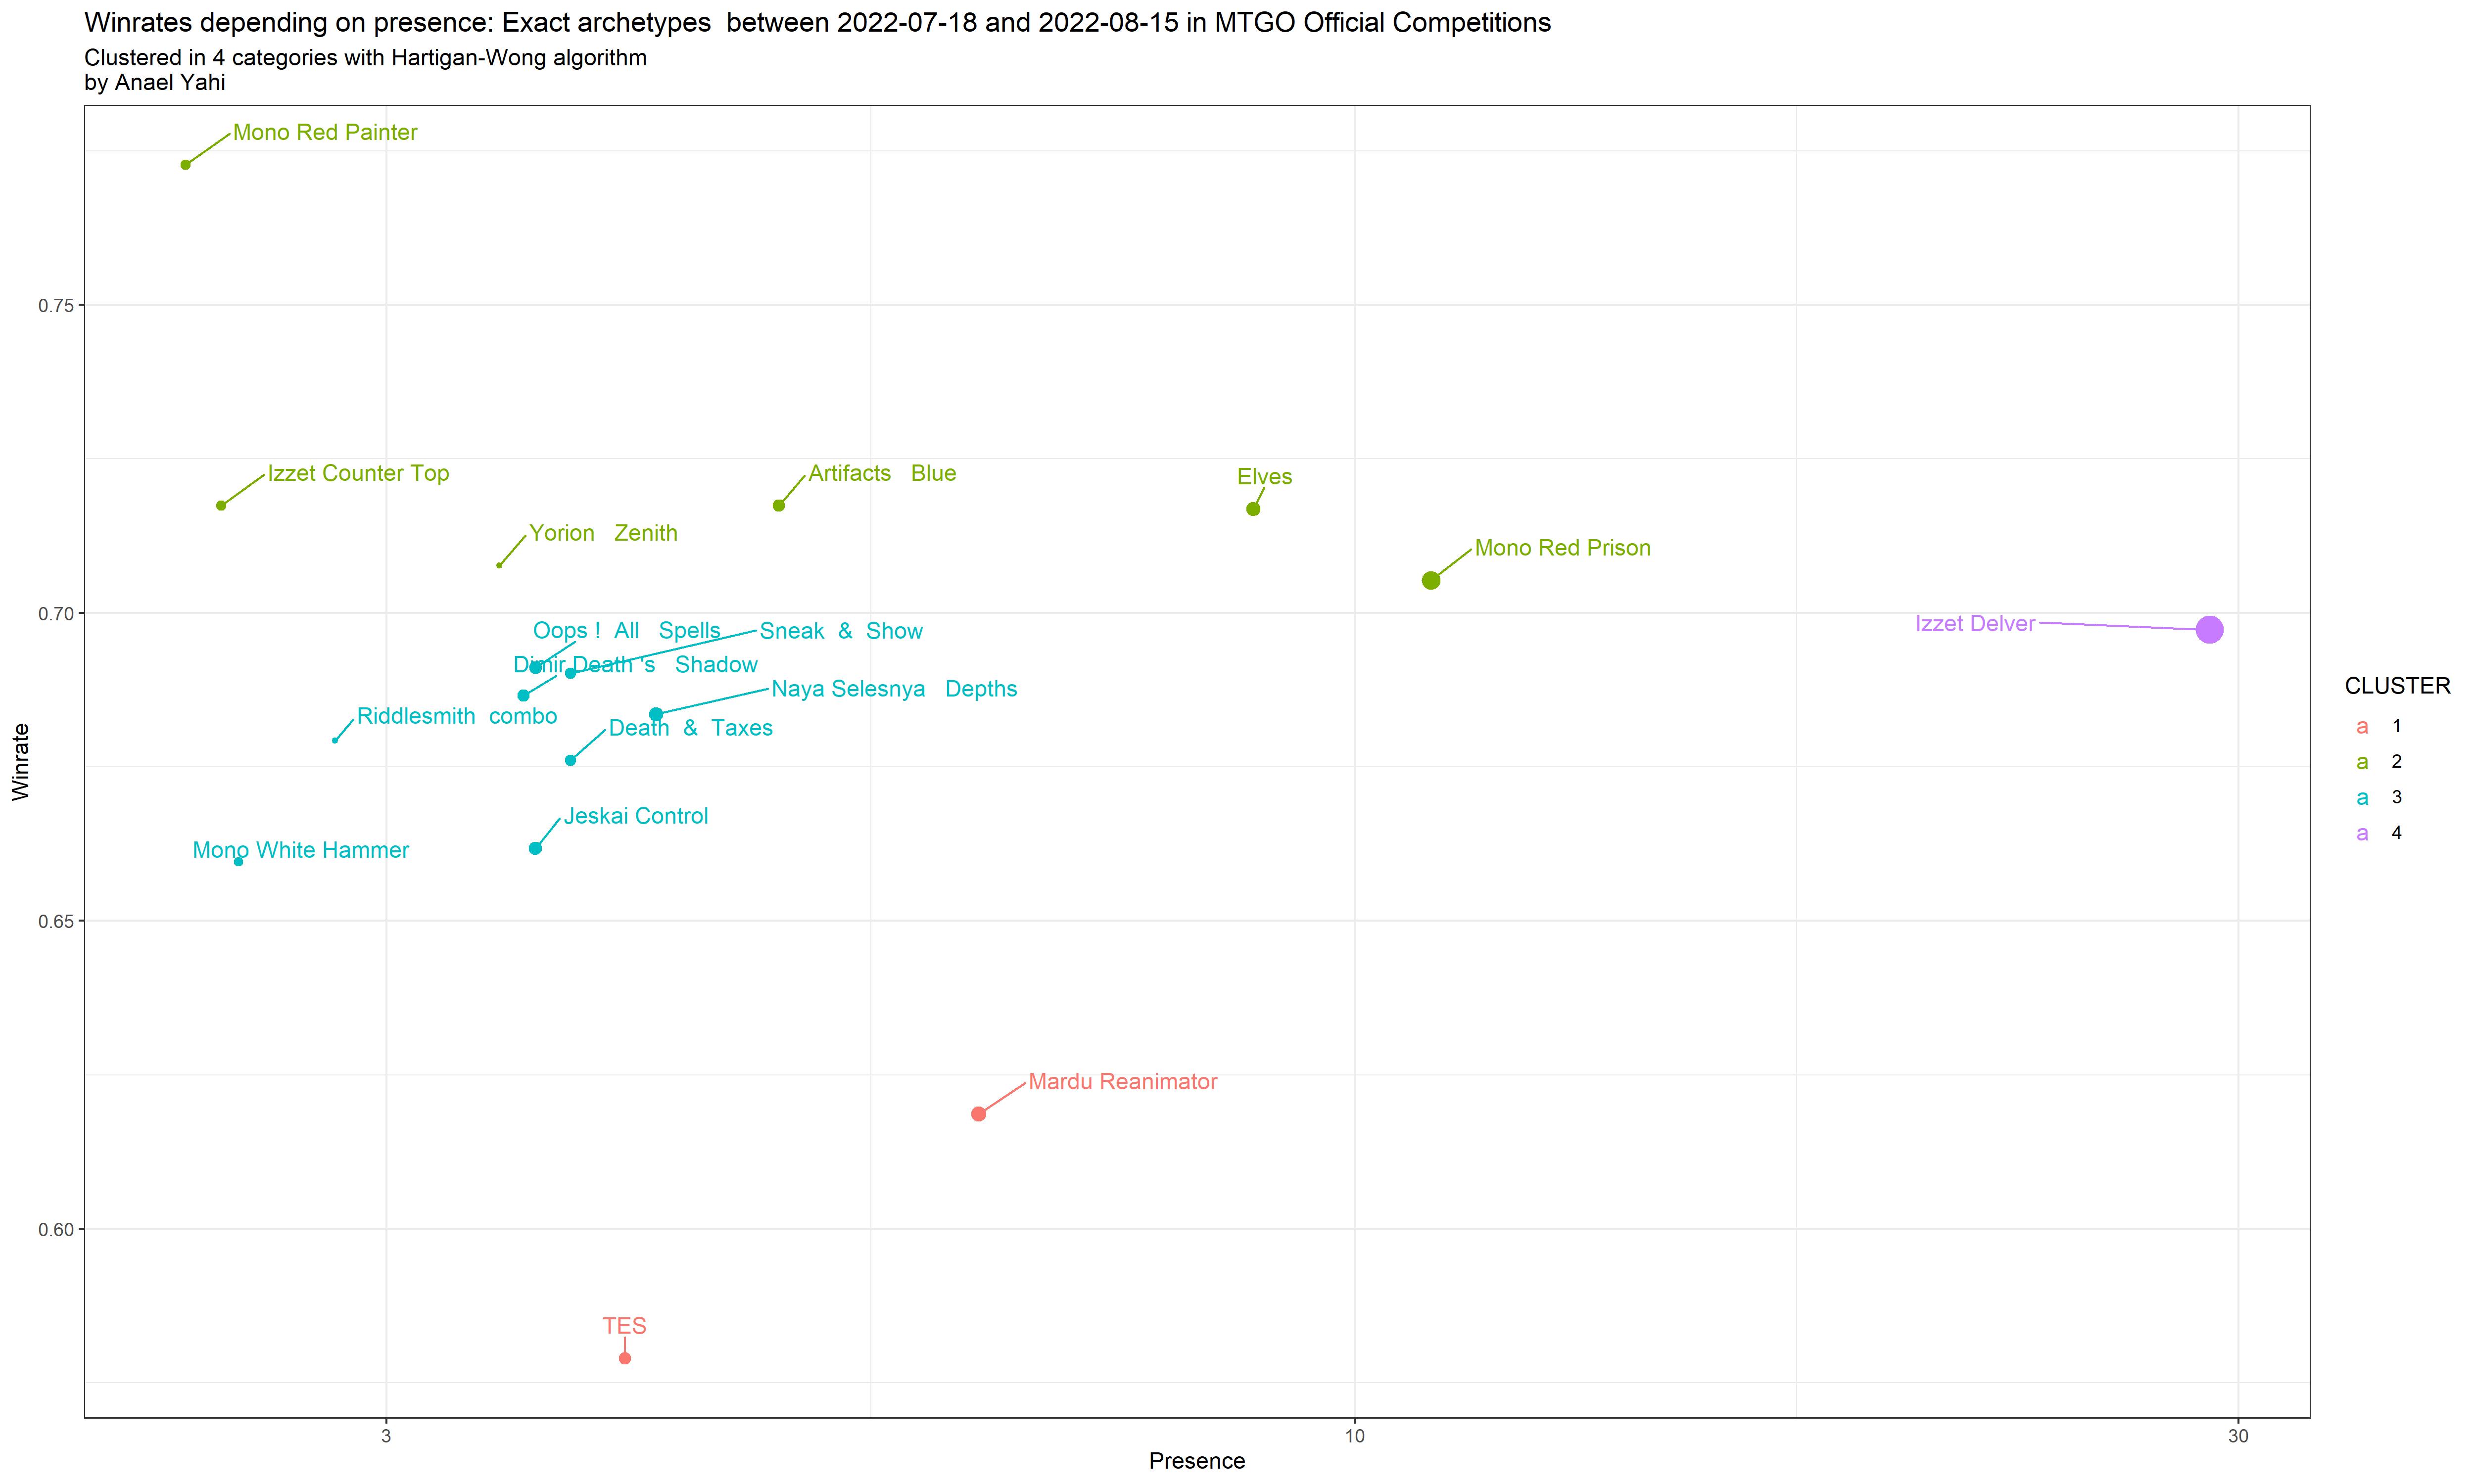 Winrates depending on presence: Exact archetypes  between 2022-07-18 and 2022-08-15 in MTGO Official Competitions
Clustered in 4 categories with Hartigan-Wong algorithm
by Anael Yahi
Mono Red Painter
0.75
Izzet Counter Top
Artifacts   Blue
Elves
Yorion   Zenith
Mono Red Prison
0.70
Oops !  All   Spells
Sneak  &  Show
Izzet Delver
Dimir Death 's   Shadow
Naya Selesnya   Depths
Riddlesmith  combo
Death  &  Taxes
Jeskai Control
Mono White Hammer
0.65
Mardu Reanimator
0.60
TES
Winrate
3
10
30
Presence
CLUSTER
a 1
a 2
a 3
a 4